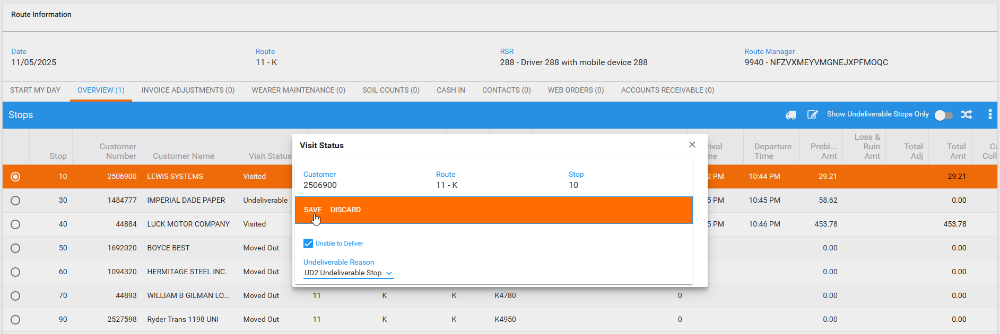 Route Information
Date Route RSR Route Manager
11/05/2025 11 - K 288 - Driver 288 with mobile device 288 9940 - NFZVXMEYVMGNEJXPFMOQC
START MY DAY OVERVIEW (1) INVOICE ADJUSTMENTS (0) WEARER MAINTENANCE (0) SOIL COUNTS (0) CASH IN CONTACTS (0) WEB ORDERS (0) ACCOUNTS RECEIVABLE (0)
Stops Show Undeliverable Stops Only
Stop Customer Number Customer Name Visit Status Departure Time Prebi... Amt Loss & Ruin Amt Total Adj Total Amt
10 2506900 LEWIS SYSTEMS Visited 2 PM 10:44 PM 29.21 29.21
30 1484777 IMPERIAL DADE PAPER Undeliverable 5 PM 10:45 PM 58.62 0.00
40 44884 LUCK MOTOR COMPANY Visited 5 PM 10:46 PM 453.78 453.78
50 1692020 BOYCE BEST Moved Out 0.00 0.00
60 1094320 HERMITAGE STEEL INC. Moved Out 0.00 0.00
70 44893 WILLIAM B GILMAN LO... Moved Out 11 K K K4780 0 0.00 0.00
90 2527598 Ryder Trans 1198 UNI Moved Out 11 K K K4950 0 0.00 0.00
Visit Status
Customer Route Stop
2506900 11 - K 10
SAVE DISCARD
Unable to Deliver
Undeliverable Reason
UD2 Undeliverable Stop